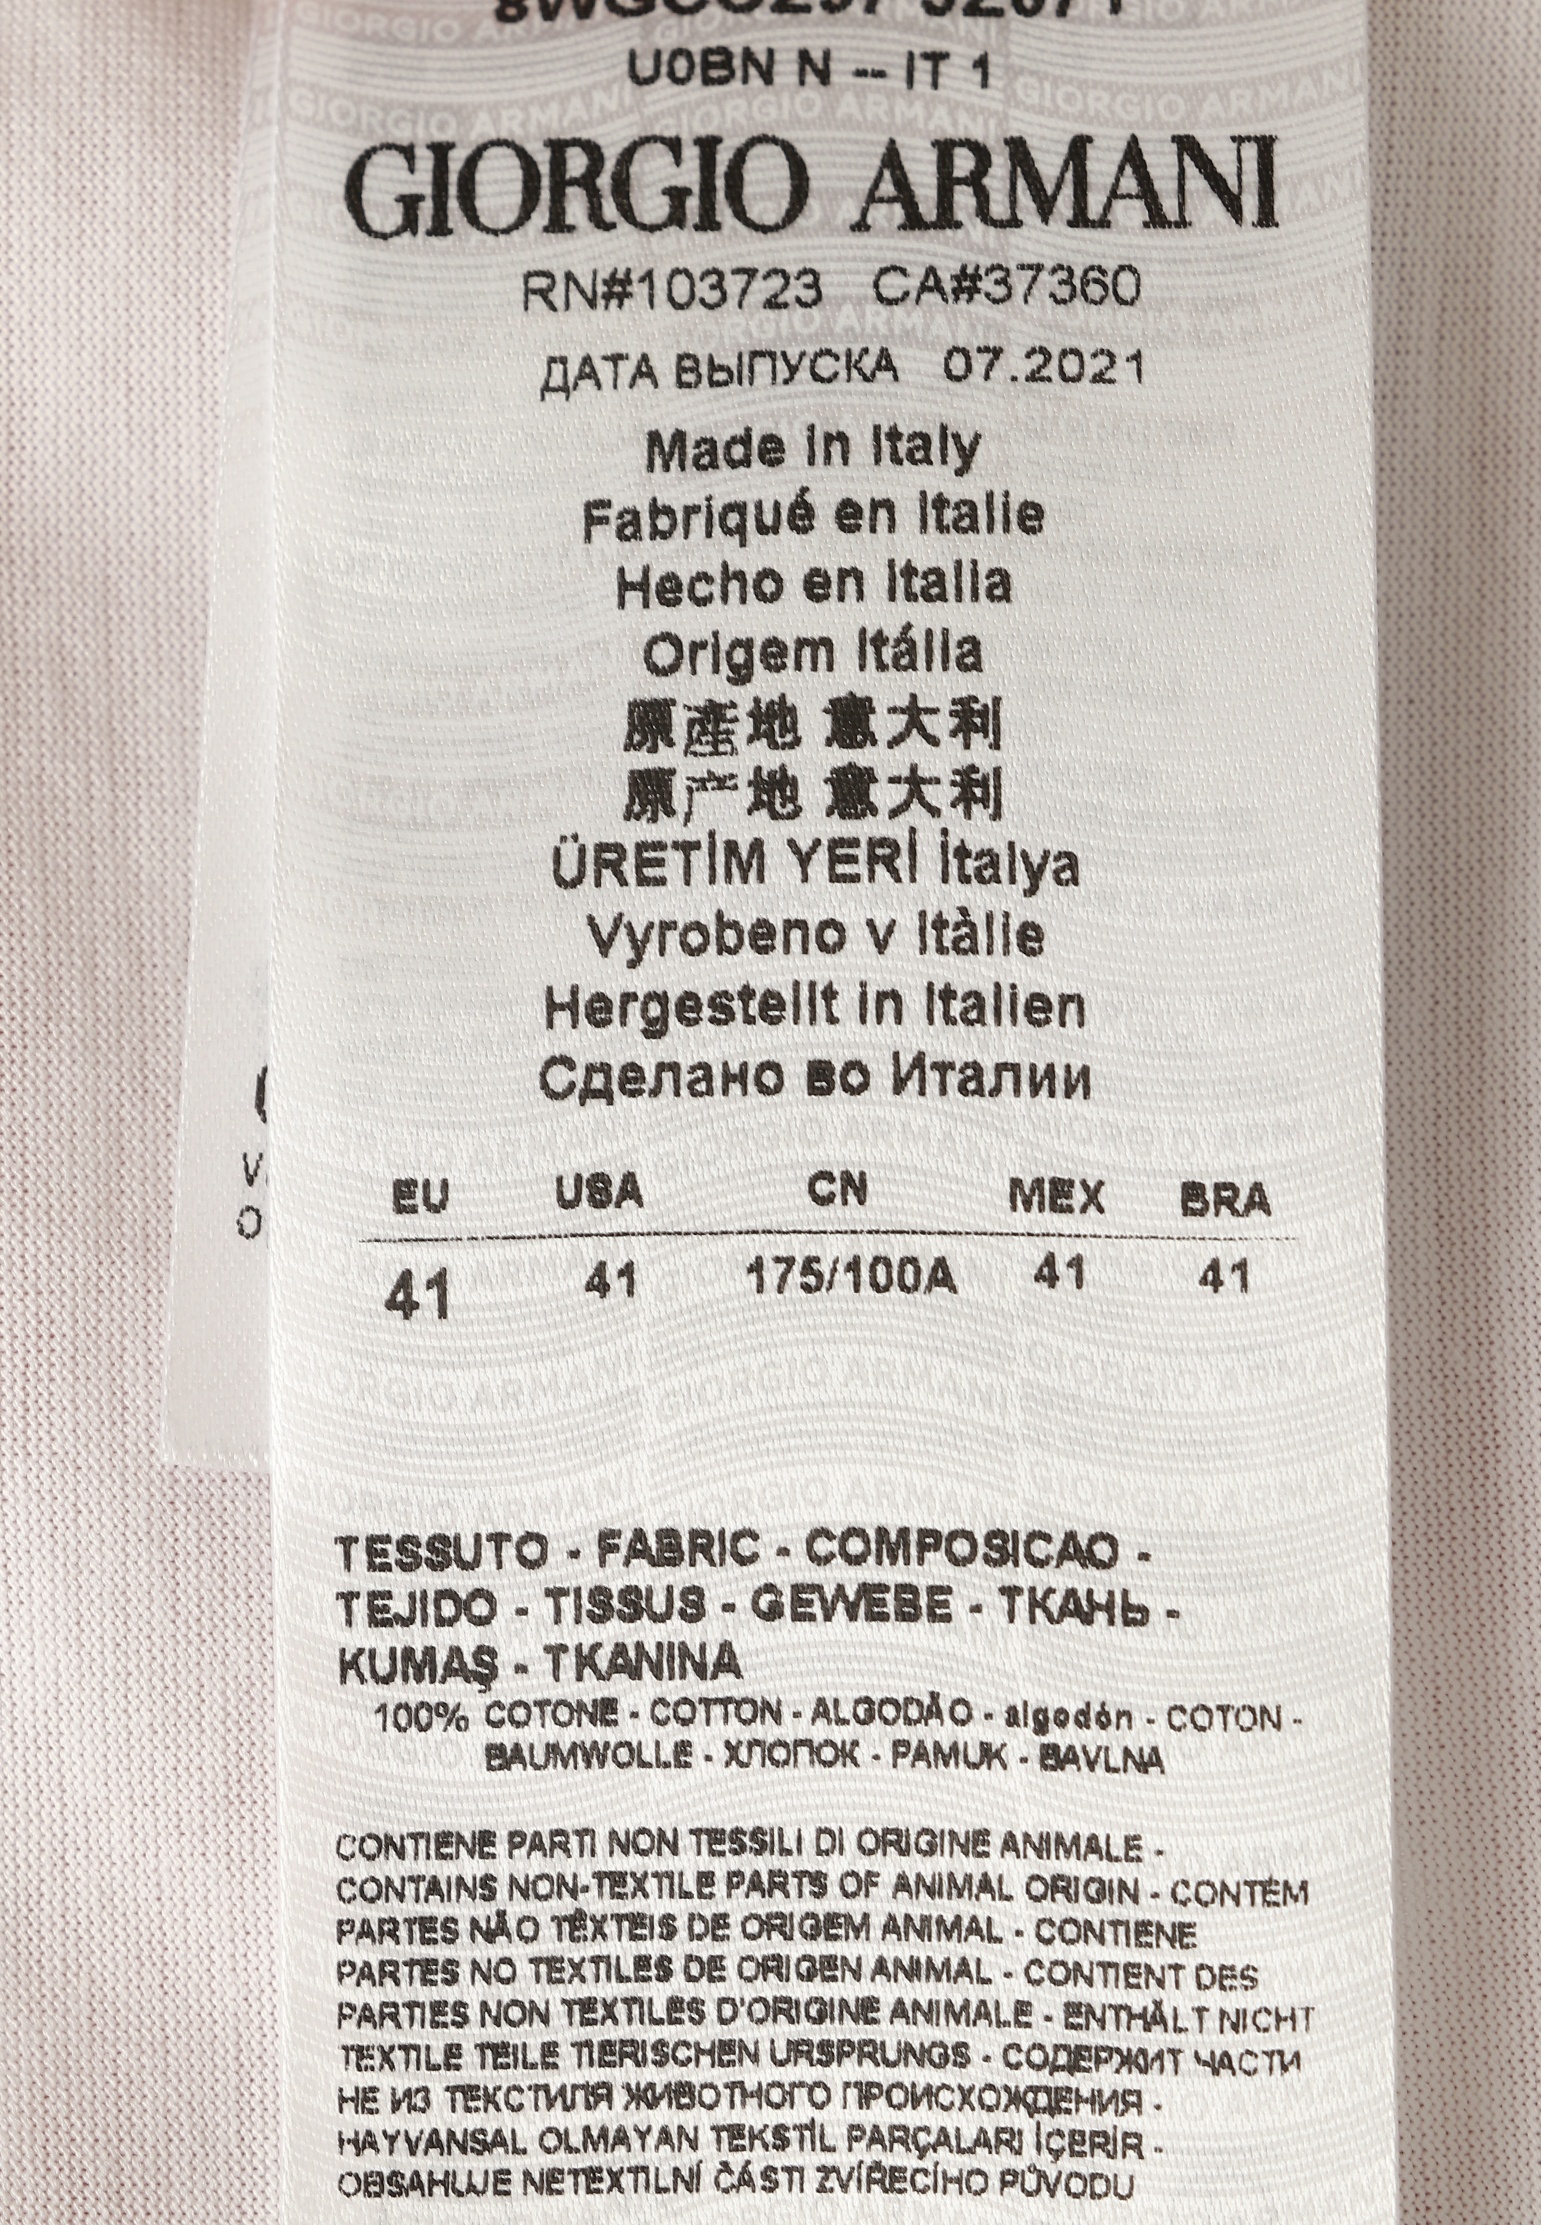 U0BN N -- IT 1
GIORGIO ARMANI
RN#103723 CA#37360
ДАТА ВЫПУСКА 07.2021
Made in Italy
Fabriqué en Italie
Hecho en Italia
Origem Itália
原產地 意大利
原产地 意大利
ÜRETİM YERİ İtalya
Vyrobeno v Itàlie
Hergestellt in Italien
Сделано во Италии
EU USA CN MEX BRA
41 41 175/100A 41 41
TESSUTO - FABRIC - COMPOSICAO -
TEJIDO - TISSUS - GEWEBE - ТКАНЬ -
KUMAŞ - TKANINA
100% COTONE - COTTON - ALGODÃO - algodón - COTON -
BAUMWOLLE - ХЛОПОК - PAMUK - BAVLNA
CONTIENE PARTI NON TESSILI DI ORIGINE ANIMALE -
CONTAINS NON-TEXTILE PARTS OF ANIMAL ORIGIN - CONTÉM
PARTES NÃO TÊXTEIS DE ORIGEM ANIMAL - CONTIENE
PARTES NO TEXTILES DE ORIGEN ANIMAL - CONTIENT DES
PARTIES NON TEXTILES D'ORIGINE ANIMALE - ENTHÄLT NICHT
TEXTILE TEILE TIERISCHEN URSPRUNGS - СОДЕРЖИТ ЧАСТИ
НЕ ИЗ ТЕКСТИЛЯ ЖИВОТНОГО ПРОИСХОЖДЕНИЯ -
HAYVANSAL OLMAYAN TEKSTİL PARÇALARI İÇERİR -
OBSAHUJE NETEXTILNÍ ČÁSTI ZVÍŘECÍHO PŮVODU